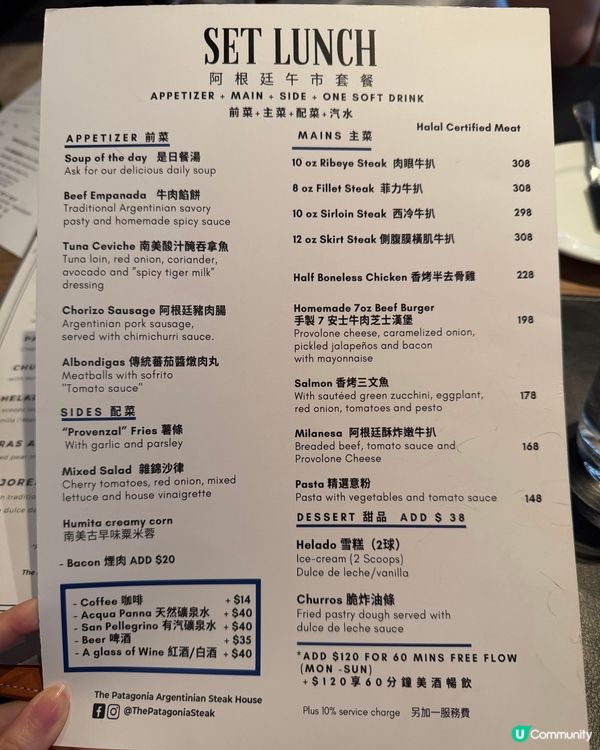 SET LUNCH
阿根廷午市套餐
APPETIZER + MAIN + SIDE + ONE SOFT DRINK
前菜+主菜+配菜+汽水
APPETIZER 前菜
Soup of the day 是日餐湯
Ask for our delicious daily soup
Beef Empanada 牛肉餡餅
Traditional Argentinian savory
pasty and homemade spicy sauce
Tuna Ceviche 南美酸汁醃吞拿魚
Tuna loin, red onion, coriander,
avocado and "spicy tiger milk"
dressing
Chorizo Sausage 阿根廷豬肉腸
Argentinian pork sausage,
served with chimichurri sauce.
Albondigas 傳統蕃茄醬燉肉丸
Meatballs with sofrito
"Tomato sauce"
SIDES 配菜
"Provenzal" Fries 薯條
With garlic and parsley
Mixed Salad 雜錦沙律
Cherry tomatoes, red onion, mixed
lettuce and house vinaigrette
Humita creamy corn
南美古早味粟米蓉
- Bacon 煙肉 ADD $20
- Coffee 咖啡 + $14
- Acqua Panna 天然礦泉水 + $40
- San Pellegrino 有汽礦泉水 + $40
- Beer 啤酒 + $35
- A glass of Wine 紅酒/白酒 + $40
The Patagonia Argentinian Steak House
@ThePatagoniaSteak
MAINS 主菜
Halal Certified Meat
10 oz Ribeye Steak 肉眼牛扒 308
8 oz Fillet Steak 菲力牛扒 308
10 oz Sirloin Steak 西冷牛扒 298
12 oz Skirt Steak 側腹膜橫肌牛扒 308
Half Boneless Chicken 香烤半去骨雞 228
Homemade 7oz Beef Burger
手製 7 安士牛肉芝士漢堡 198
Provolone cheese, caramelized onion,
pickled jalapeños and bacon
with mayonnaise
Salmon 香烤三文魚
With sautéed green zucchini, eggplant, 178
red onion, tomatoes and pesto
Milanesa 阿根廷酥炸嫩牛扒
Breaded beef, tomato sauce and 168
Provolone Cheese
Pasta 精選意粉
Pasta with vegetables and tomato sauce 148
DESSERT 甜品 ADD $ 38
Helado 雪糕（2球）
Ice-cream (2 Scoops)
Dulce de leche/vanilla
Churros 脆炸油條
Fried pastry dough served with
dulce de leche sauce
*ADD $120 FOR 60 MINS FREE FLOW
(MON -SUN)
+$120享60分鐘美酒暢飲
Plus 10% service charge 另加一服務費
U Community